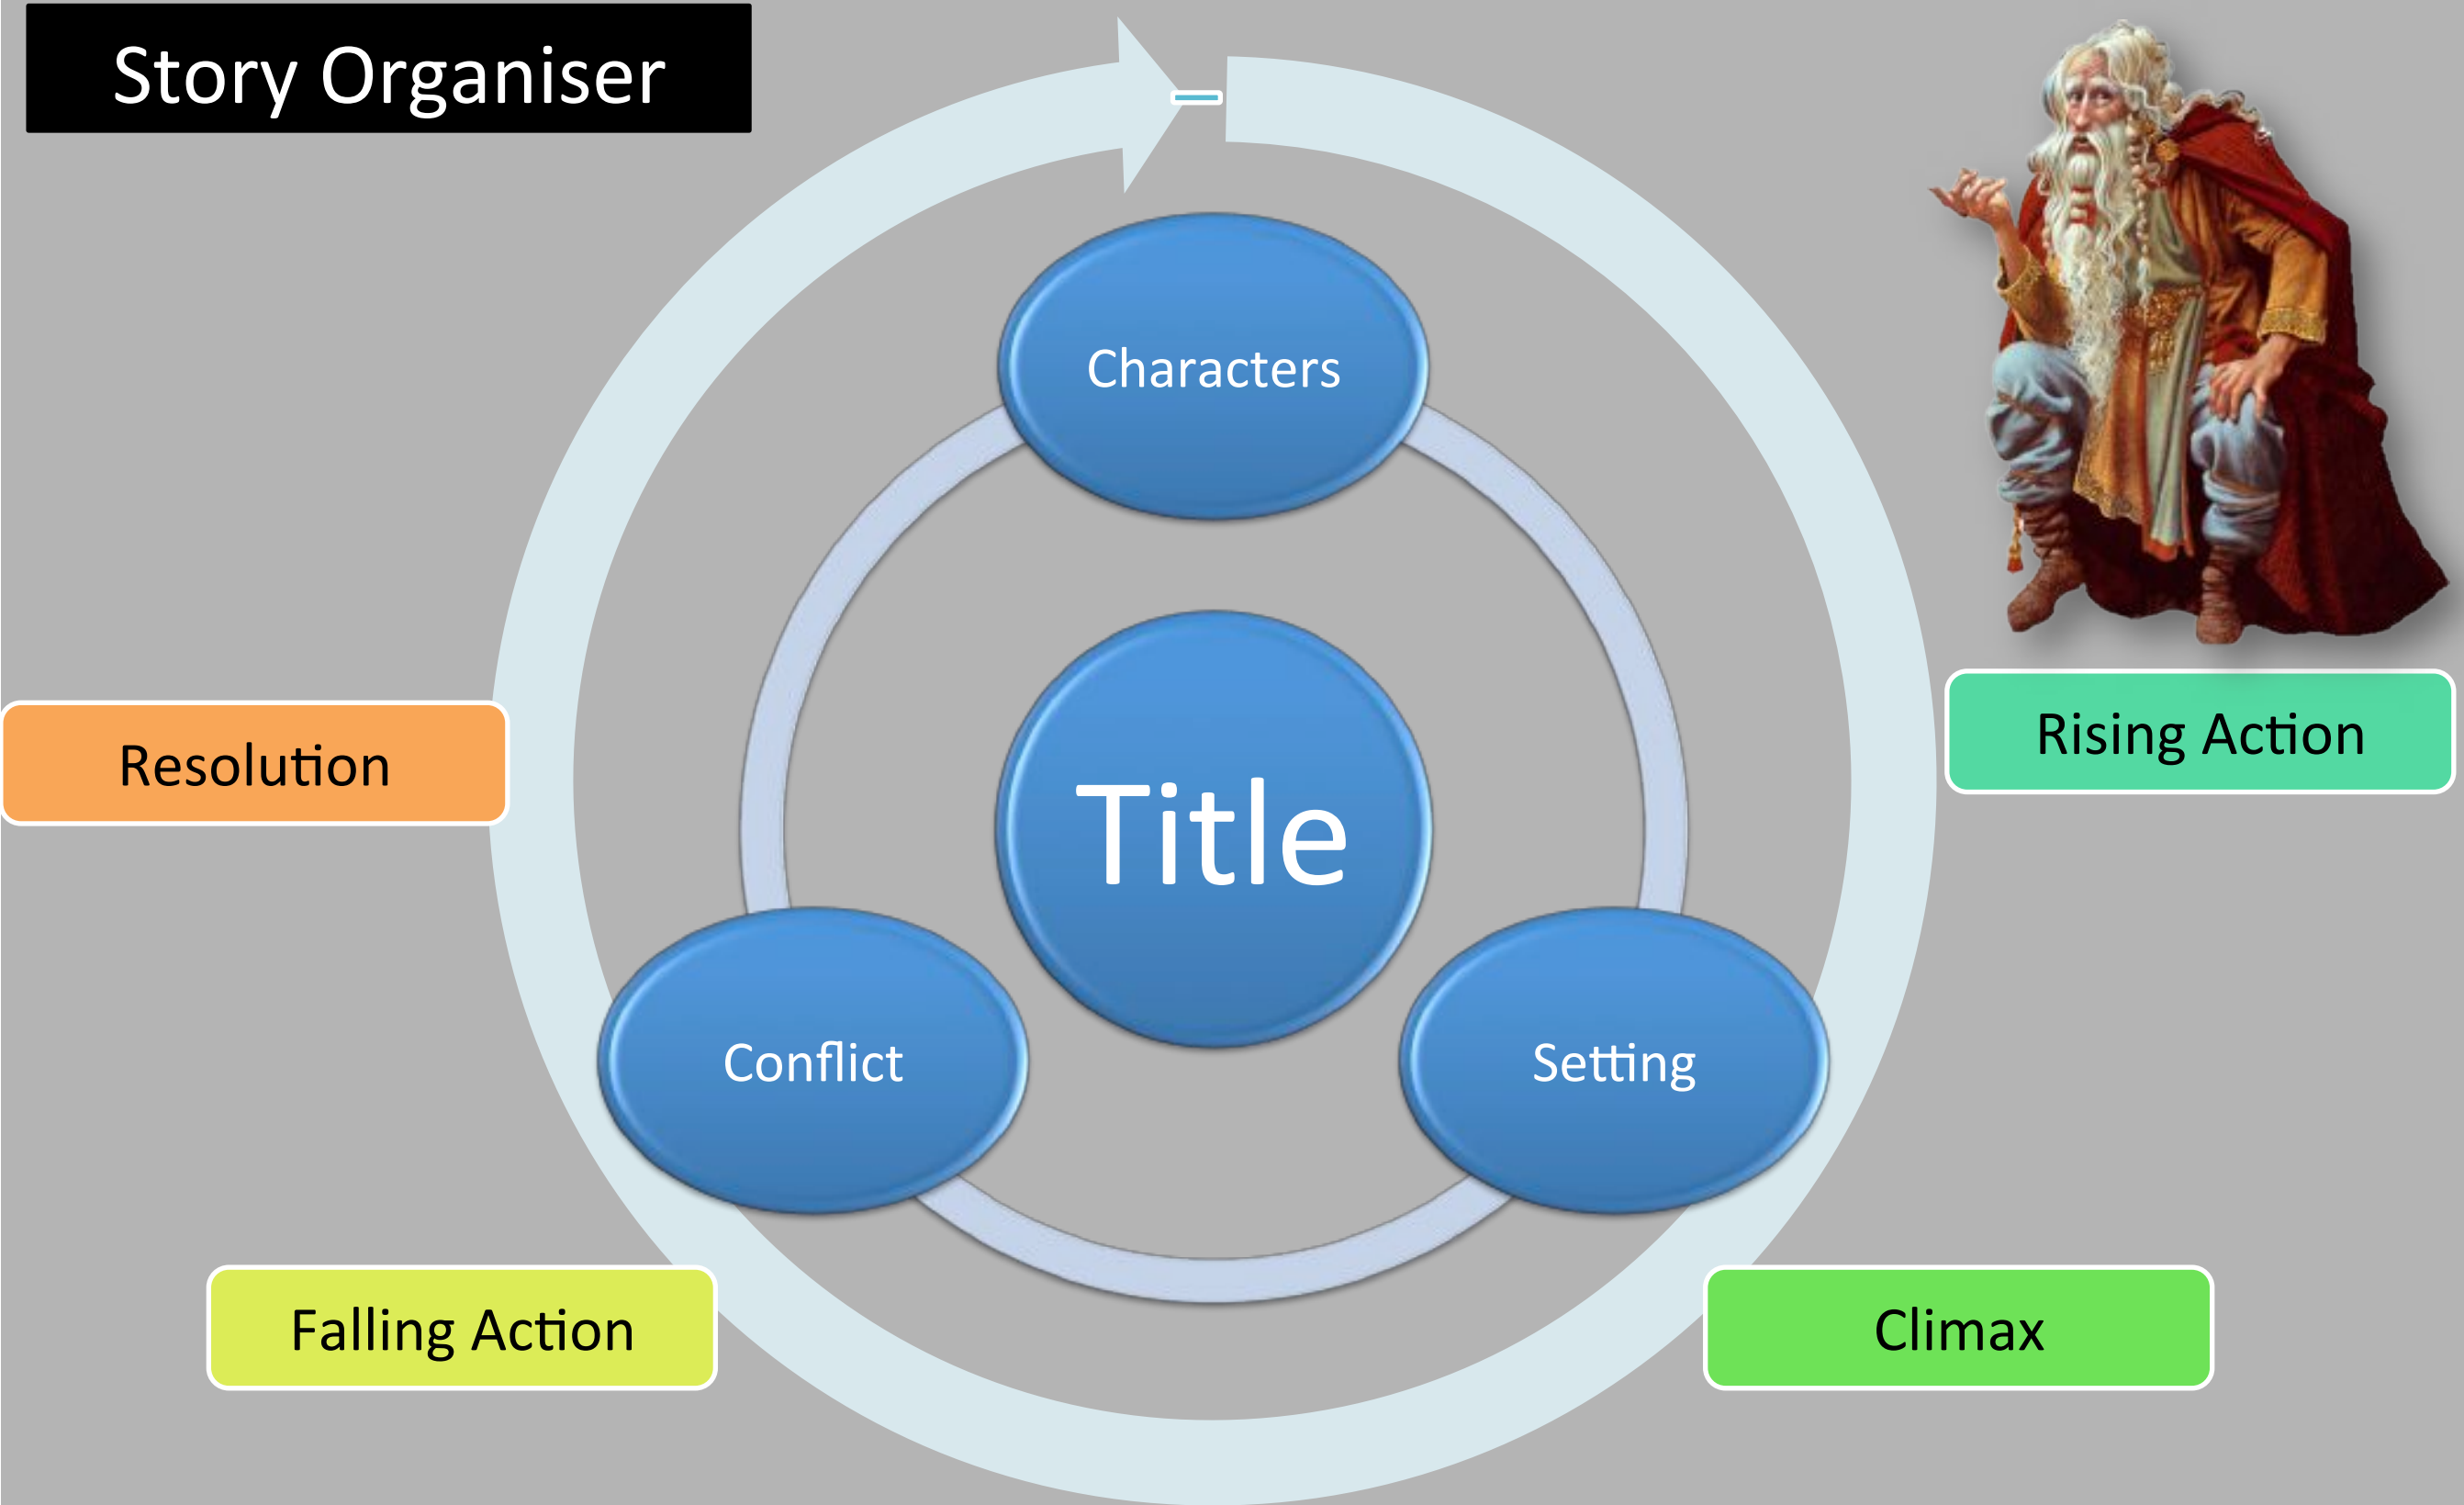 Story Organiser
Characters
Title
Resolution
Rising Action
Conflict
Setting
Falling Action
Climax